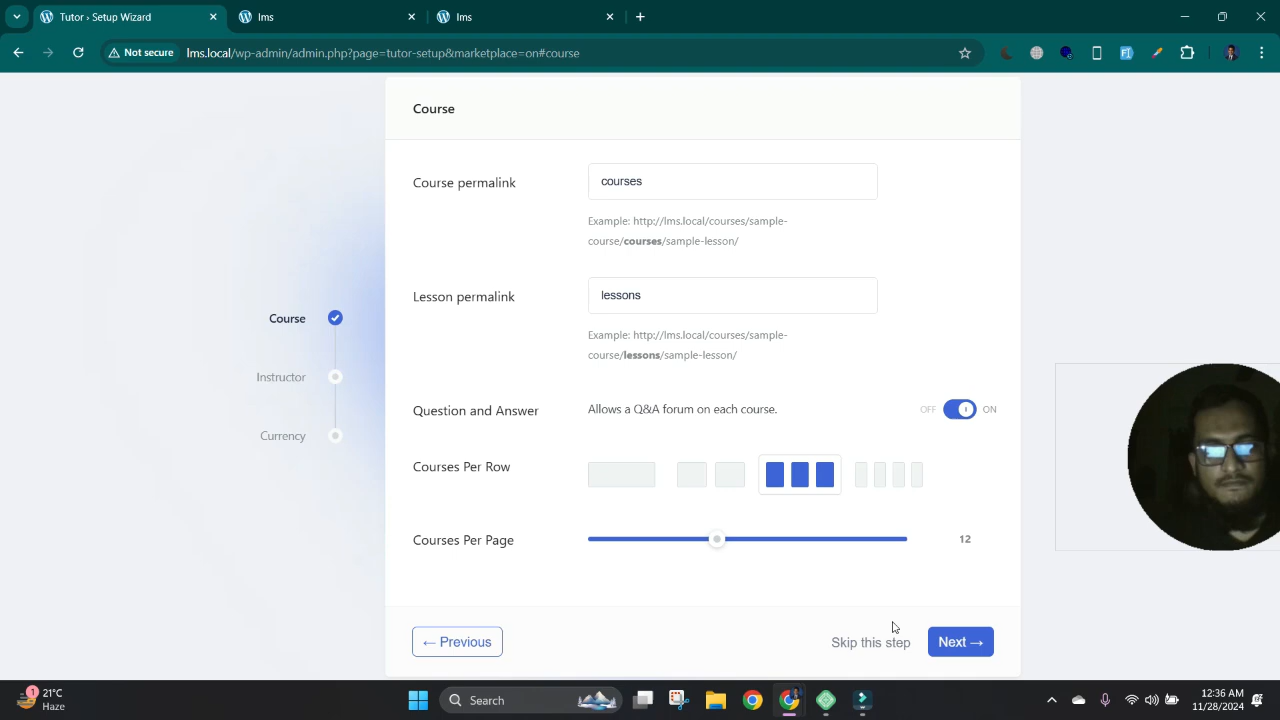 Tutor › Setup Wizard
lms
lms
Not secure
lms.local/wp-admin/admin.php?page=tutor-setup&marketplace=on#course
Course
Course permalink
courses
Example: http://lms.local/courses/sample-
course/courses/sample-lesson/
Lesson permalink
lessons
Example: http://lms.local/courses/sample-
course/lessons/sample-lesson/
Course
Instructor
Currency
Question and Answer
Allows a Q&A forum on each course.
OFF
ON
Courses Per Row
Courses Per Page
12
← Previous
Skip this step
Next →
1
21°C
Haze
Search
12:36 AM
11/28/2024